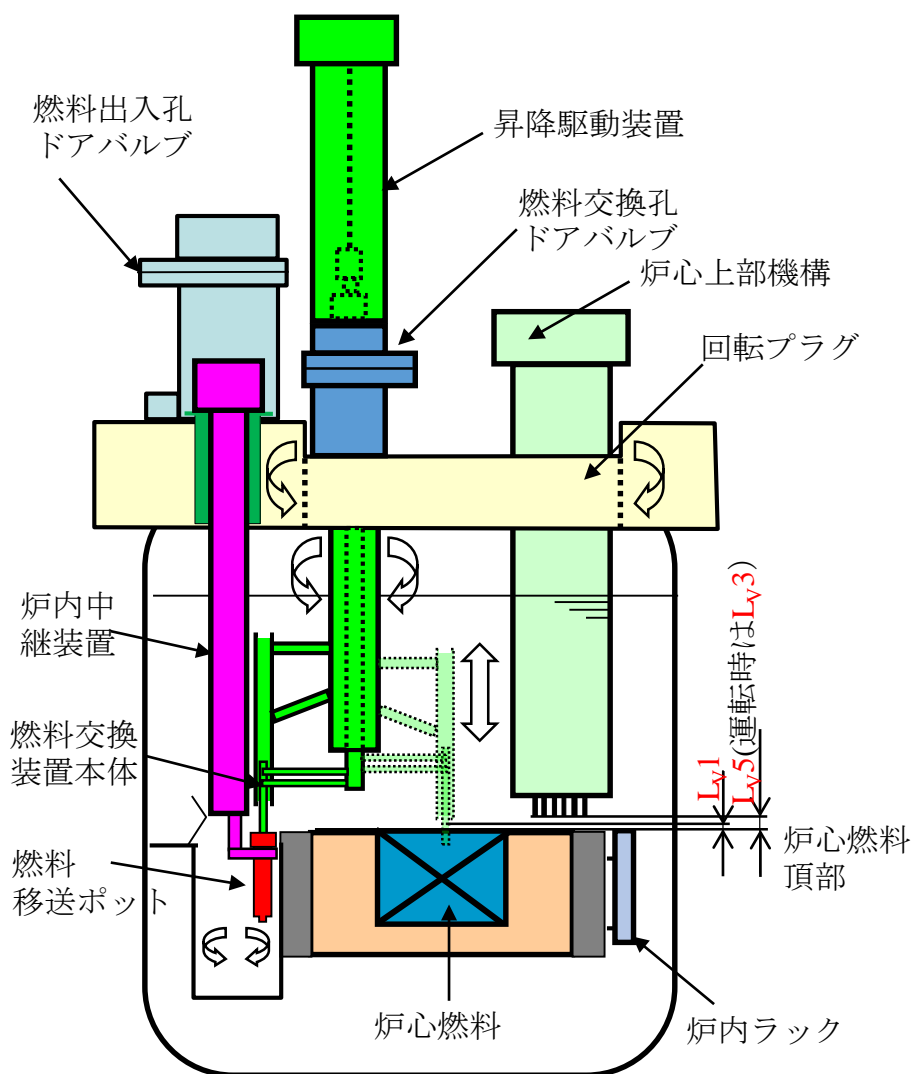 燃料出入孔
ドアバルブ
昇降駆動装置
燃料交換孔
ドアバルブ
炉心上部機構
回転プラグ
炉内中
継装置
燃料交換
装置本体
燃料
移送ポット
LV1
LV5(運転時はLV3)
炉心燃料
頂部
炉心燃料
炉内ラック